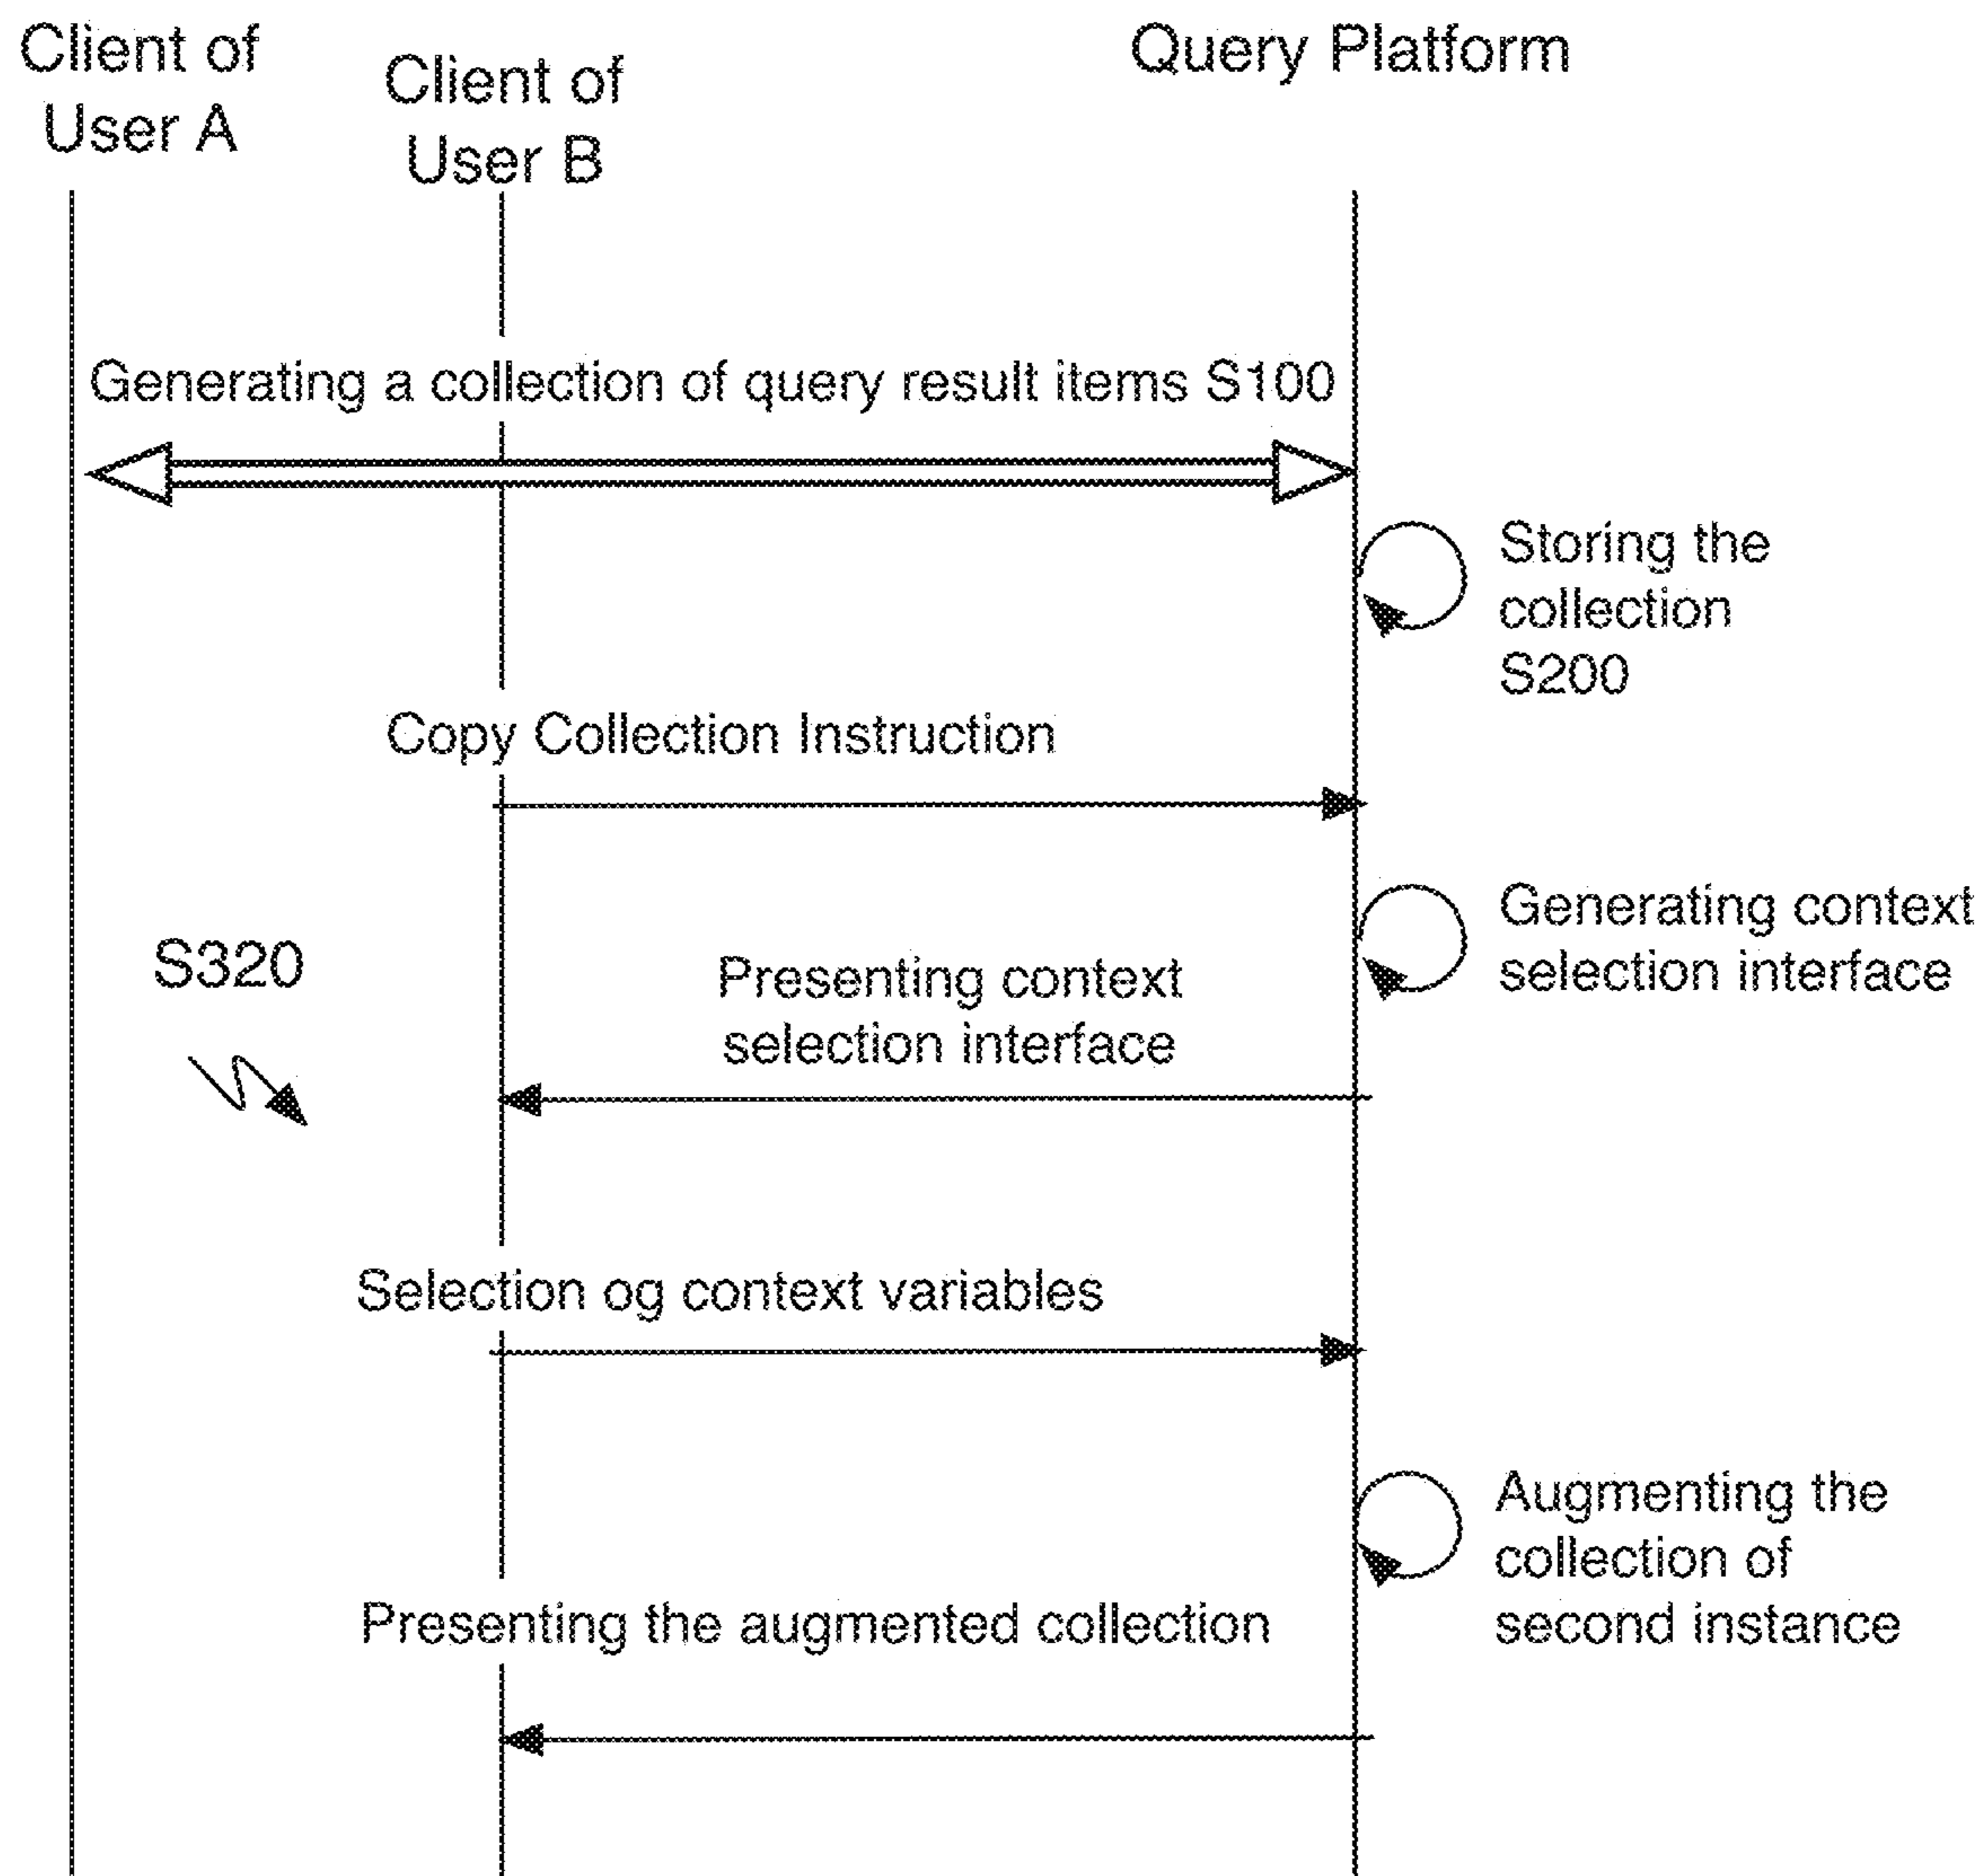 Client of
User A
Client of
User B
Query Platform
Generating a collection of query result items S100
Storing the
collection
S200
Copy Collection Instruction
Generating context
selection interface
S320
Presenting context
selection interface
Selection og context variables
Augmenting the
collection of
second instance
Presenting the augmented collection